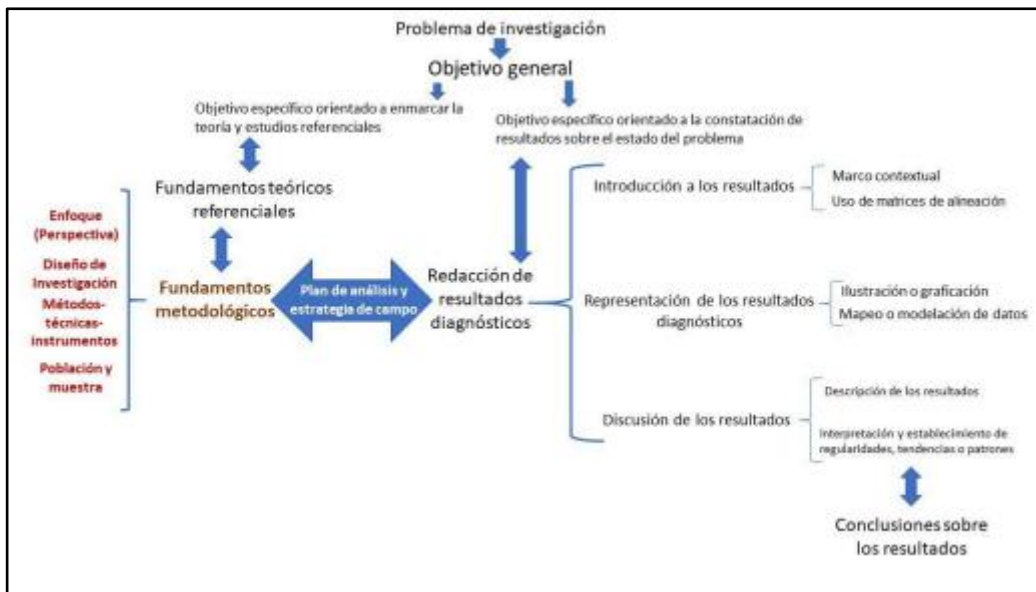 Problema de investigación
Objetivo general
Objetivo específico orientado a enmarcar la
teoría y estudios referenciales
Objetivo específico orientado a la constatación de
resultados sobre el estado del problema
Fundamentos teóricos
referenciales
Enfoque
(Perspectiva)
Diseño de
Investigación
Métodos-
técnicas-
instrumentos
Población y
muestra
Fundamentos
metodológicos
Plan de análisis y
estrategia de campo
Redacción de
resultados
diagnósticos
Introducción a los resultados
Marco contextual
Uso de matrices de alineación
Representación de los resultados
diagnósticos
Ilustración o graficación
Mapeo o modelación de datos
Discusión de los resultados
Descripción de los resultados
Interpretación y establecimiento de
regularidades, tendencias o patrones
Conclusiones sobre
los resultados